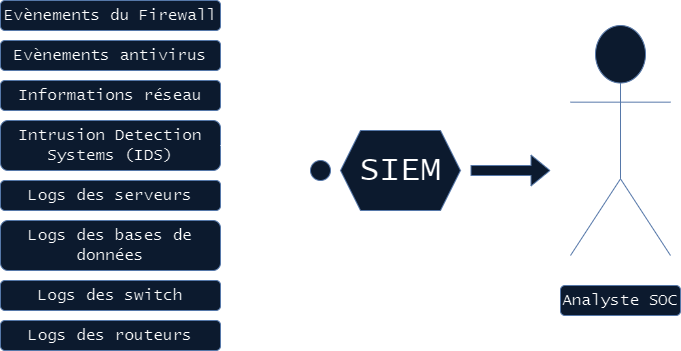 Evènements du Firewall
Evènements antivirus
Informations réseau
Intrusion Detection
Systems (IDS)
Logs des serveurs
Logs des bases de
données
Logs des switch
Logs des routeurs
SIEM
Analyste SOC